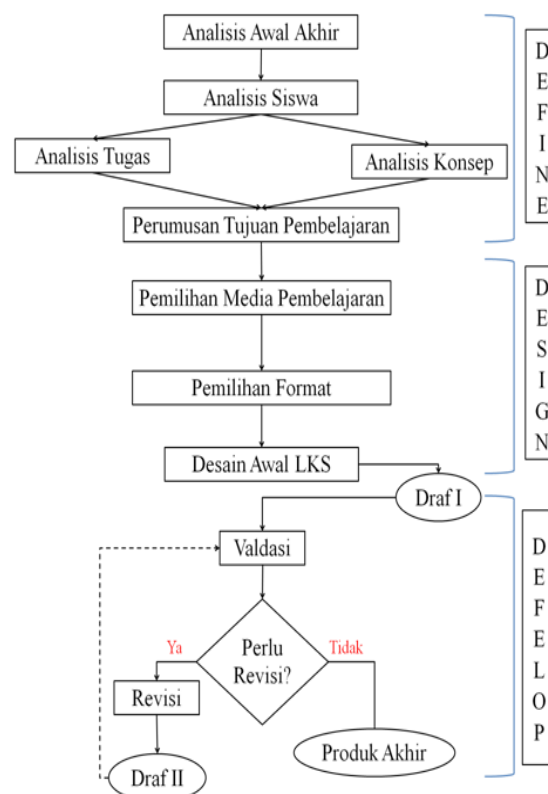 Analisis Awal Akhir
Analisis Siswa
Analisis Tugas
Analisis Konsep
Perumusan Tujuan Pembelajaran
D
E
F
I
N
E
Pemilihan Media Pembelajaran
Pemilihan Format
Desain Awal LKS
D
E
S
I
G
N
Draf I
Valdasi
Perlu
Revisi?
Ya
Tidak
Revisi
Produk Akhir
Draf II
D
E
F
E
L
O
P